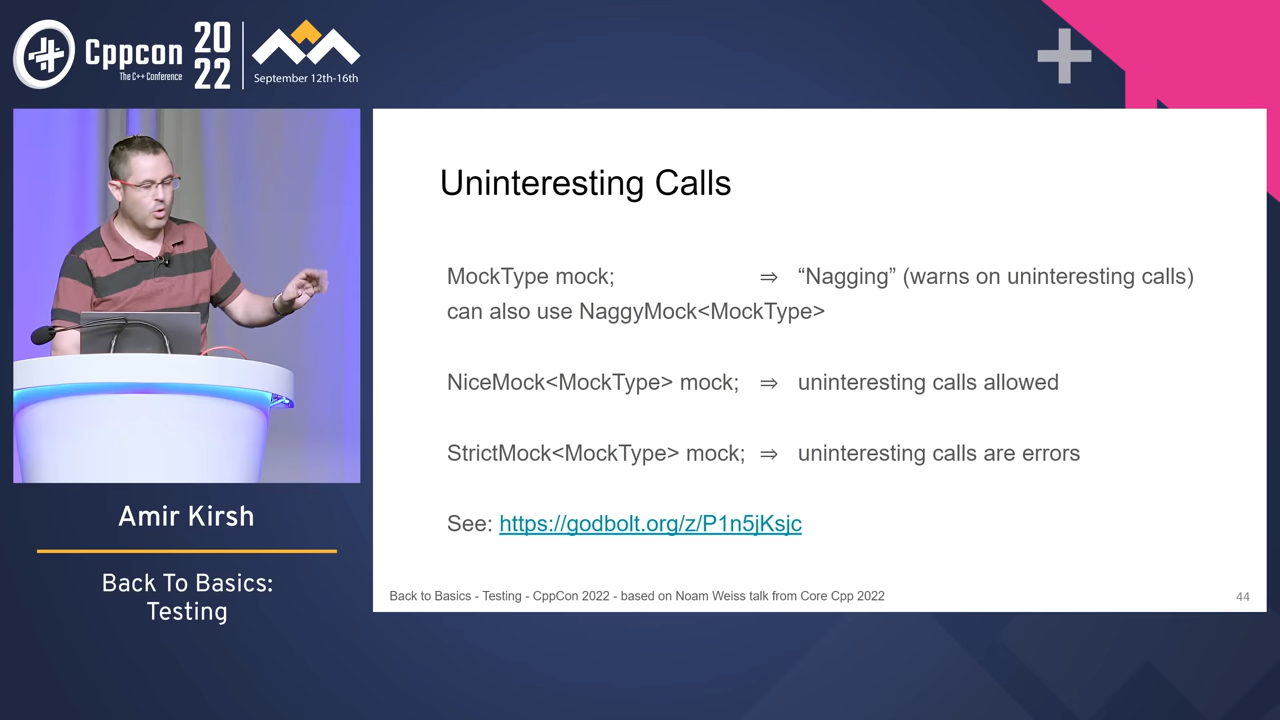 Cppcon
The C++ Conference
20
22
September 12th-16th
Uninteresting Calls
MockType mock; ⇒ “Nagging” (warns on uninteresting calls)
can also use NaggyMock<MockType>
NiceMock<MockType> mock; ⇒ uninteresting calls allowed
StrictMock<MockType> mock; ⇒ uninteresting calls are errors
See: https://godbolt.org/z/P1n5jKsjc
Back to Basics - Testing - CppCon 2022 - based on Noam Weiss talk from Core Cpp 2022
44
Amir Kirsh
Back To Basics:
Testing